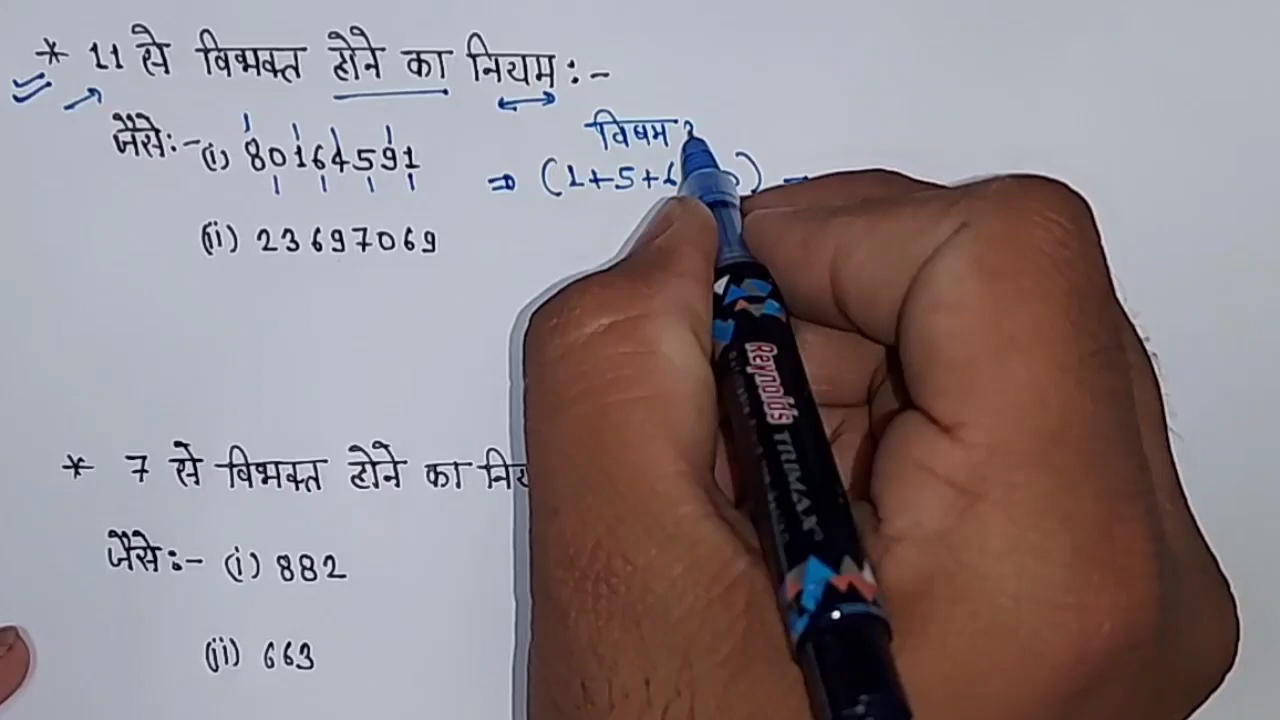 * 11 से विभक्त होने का नियम :-
जैसे:- (i) 80164591
विषम
⇒ (1+5+6
(ii) 23697069
* 7 से विभक्त होने का
जैसे:- (i) 882
(ii) 663
Reynolds TRIMAX